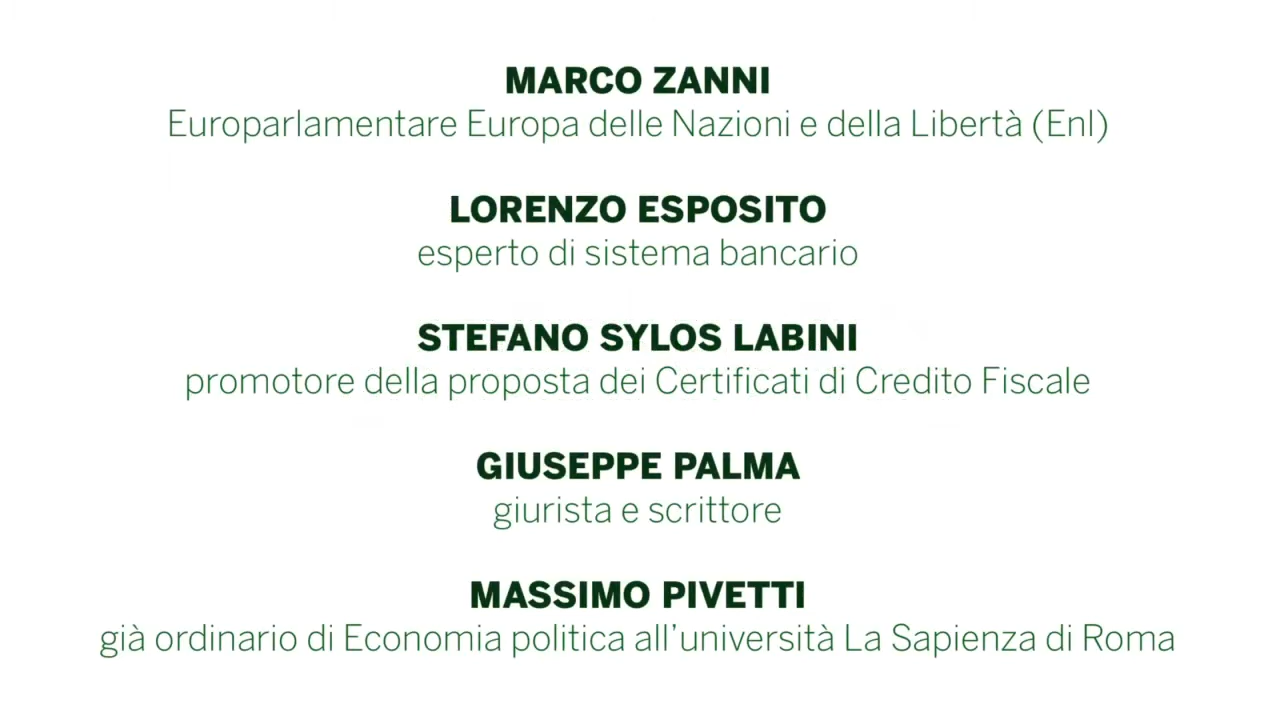 MARCO ZANNI
Europarlamentare Europa delle Nazioni e della Libertà (Enl)
LORENZO ESPOSITO
esperto di sistema bancario
STEFANO SYLOS LABINI
promotore della proposta dei Certificati di Credito Fiscale
GIUSEPPE PALMA
giurista e scrittore
MASSIMO PIVETTI
già ordinario di Economia politica all’università La Sapienza di Roma